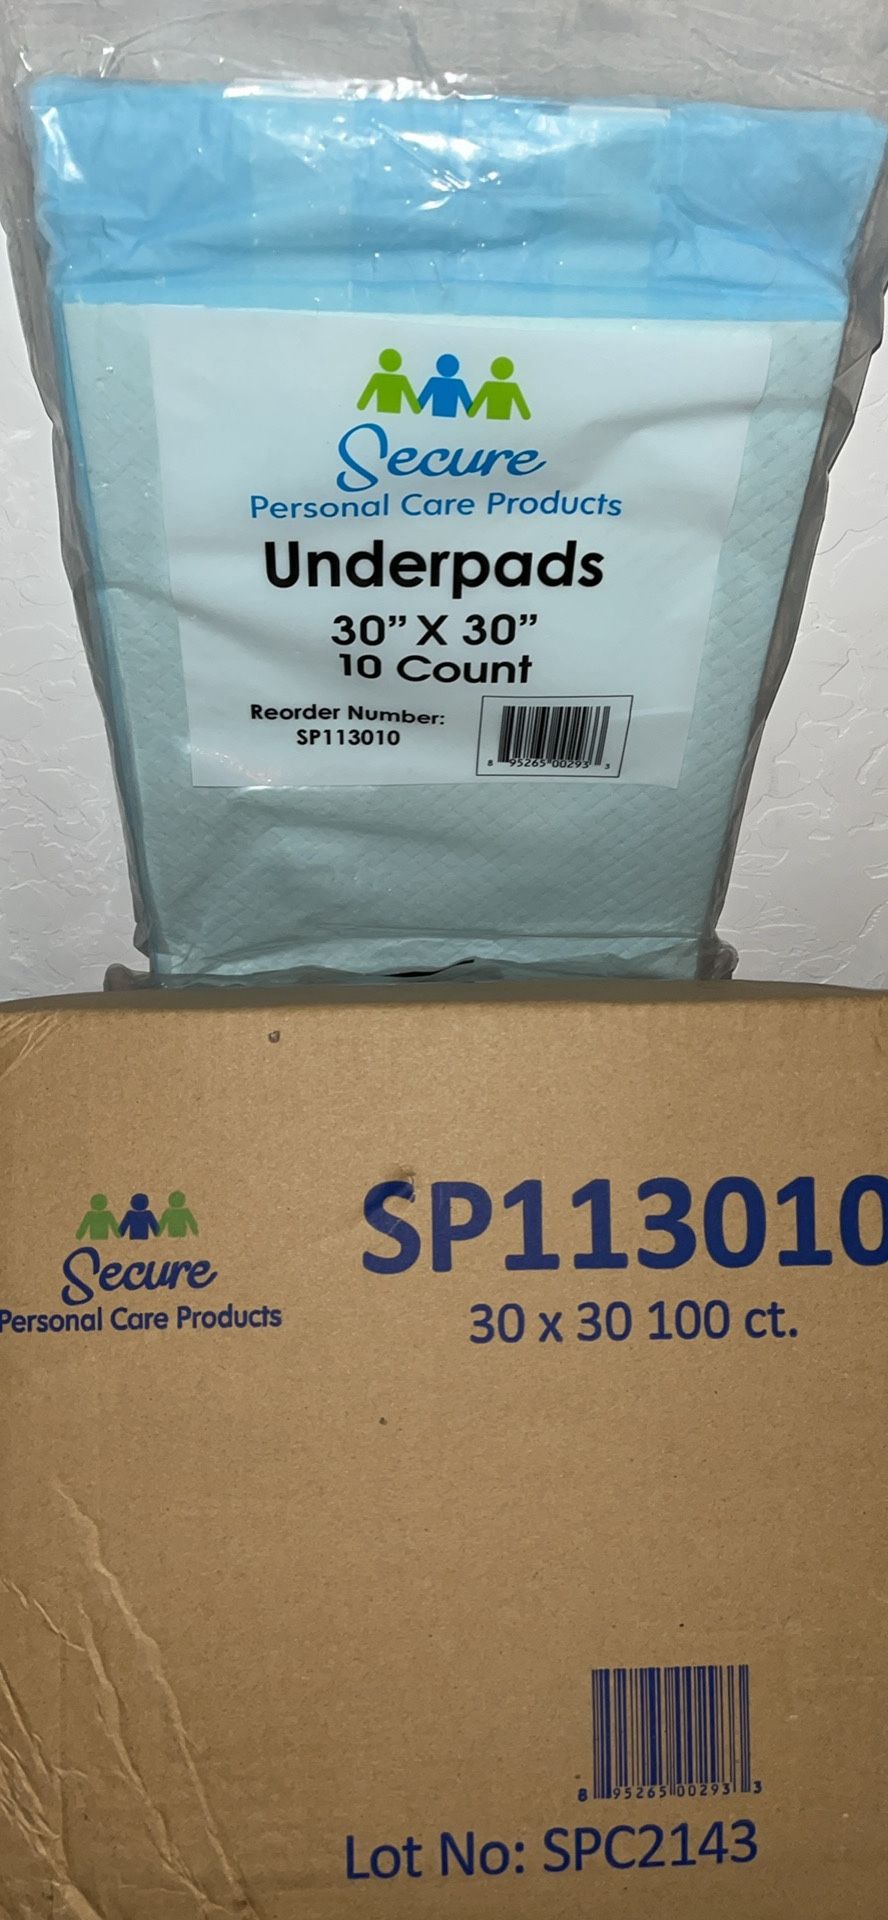 Secure
Personal Care Products
Underpads
30” X 30”
10 Count
Reorder Number:
SP113010
8 95265 00293 3
Secure
Personal Care Products
SP113010
30 x 30 100 ct.
8 95265 00293 3
Lot No: SPC2143